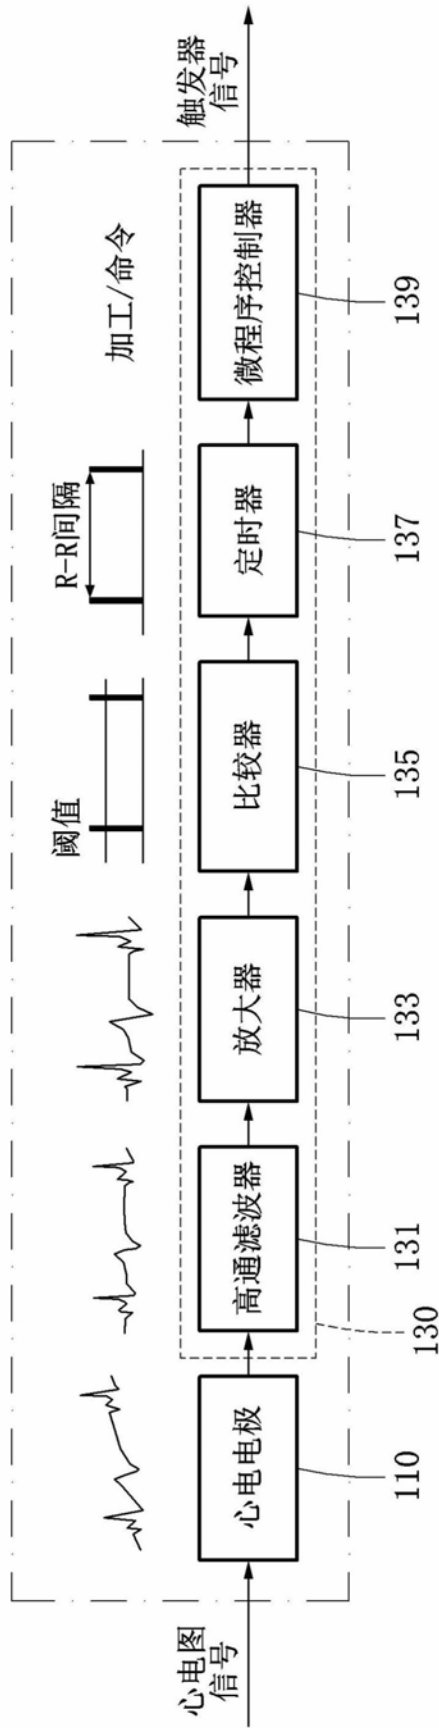 心电图
信号
心电电极
110
高通滤波器
131
130
放大器
133
阈值
比较器
135
R-R间隔
定时器
137
加工/命令
微程序控制器
139
触发器
信号